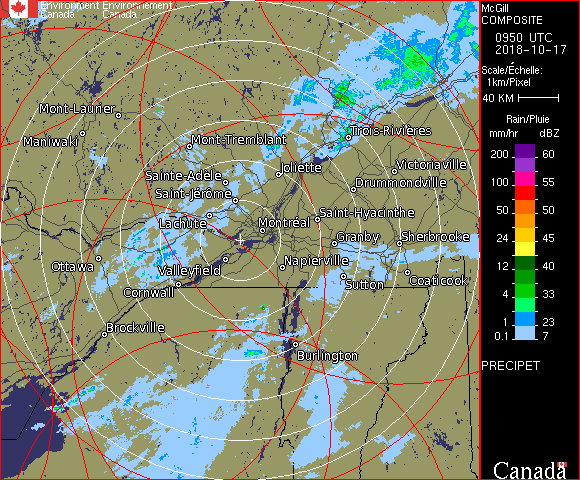 Environment Environnement
Canada Canada
McGill
COMPOSITE
0950 UTC
2018-10-17
Scale/Échelle:
1km/Pixel
40 KM
Rain/Pluie
mm/hr dBZ
200 60
100 55
50 50
24 45
12 40
4 33
1 23
0.1 7
PRECIPET
Canada
Mont-Laurier
Maniwaki
Mont-Tremblant
Trois-Rivières
Joliette
Victoriaville
Sainte-Adèle
Drummondville
Saint-Jérôme
Saint-Hyacinthe
Lachute
Montréal
Granby
Sherbrooke
Ottawa
Valleyfield
Napierville
Sutton
Coaticook
Cornwall
Brockville
Burlington